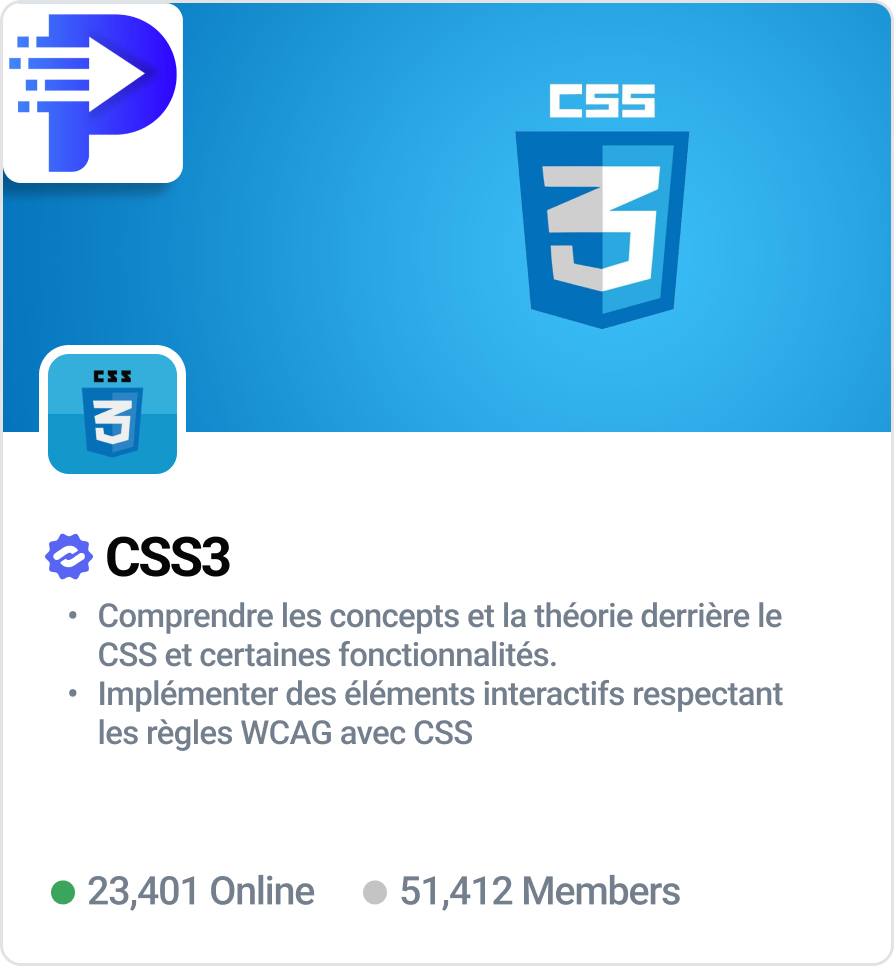 CSS
3
CSS
3
CSS3
• Comprendre les concepts et la théorie derrière le
CSS et certaines fonctionnalités.
• Implémenter des éléments interactifs respectant
les règles WCAG avec CSS
23,401 Online
51,412 Members